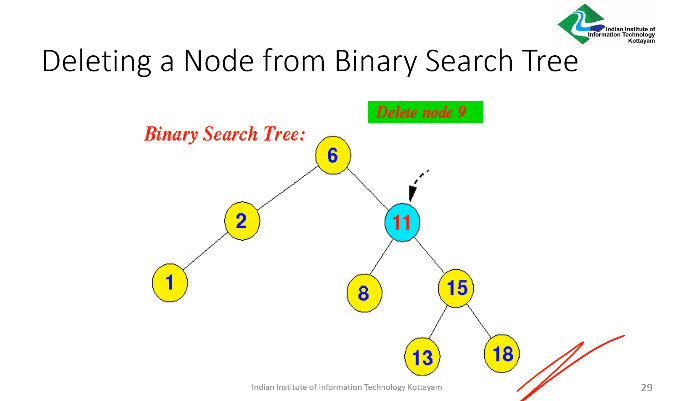 Indian Institute of
Information Technology
Kottayam
Deleting a Node from Binary Search Tree
Delete node 9
Binary Search Tree:
6
2
11
1
8
15
13
18
Indian Institute of Information Technology Kottayam
29